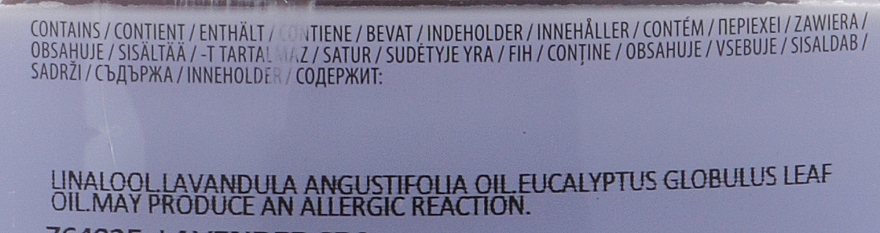 CONTAINS / CONTIENT / ENTHÄLT / CONTIENE / BEVAT / INDEHOLDER / INNEHÅLLER / CONTÉM / ΠΕΡΙΕΧΕΙ / ZAWIERA /
OBSAHUJE / SISÄLTÄÄ / -T TARTALMAZ / SATUR / SUDĖTYJE YRA / FIH / CONȚINE / OBSAHUJE / VSEBUJE / SISALDAB /
SADRŽI / СЪДЪРЖА / INNEHOLDER / СОДЕРЖИТ:
LINALOOL.LAVANDULA ANGUSTIFOLIA OIL.EUCALYPTUS GLOBULUS LEAF
OIL.MAY PRODUCE AN ALLERGIC REACTION.